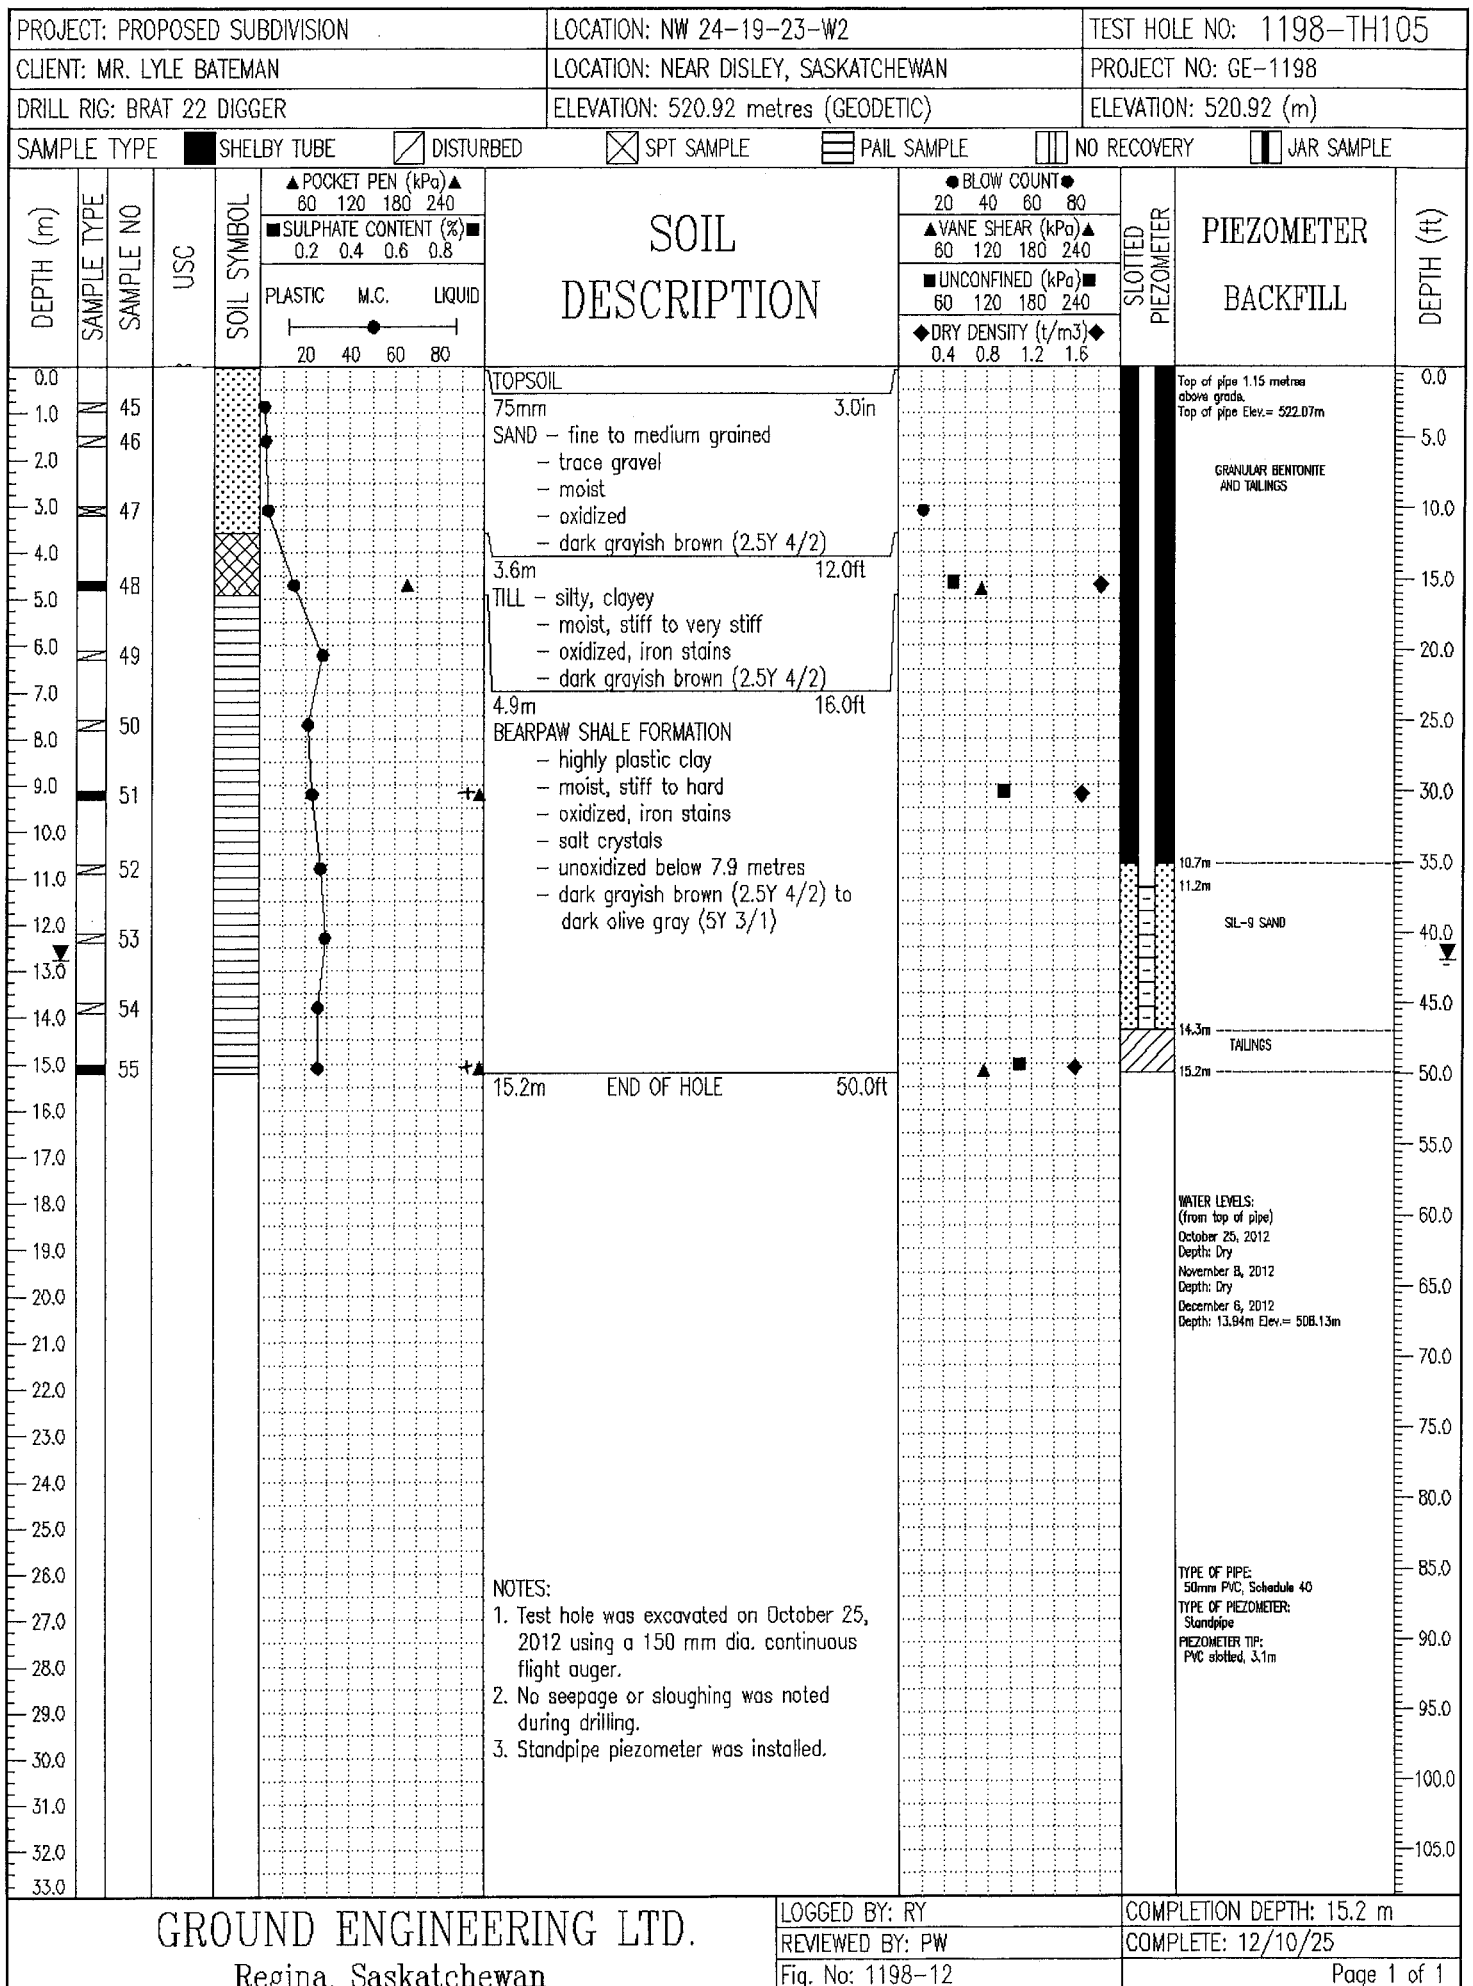 PROJECT: PROPOSED SUBDIVISION
LOCATION: NW 24-19-23-W2
TEST HOLE NO: 1198-TH105
CLIENT: MR. LYLE BATEMAN
LOCATION: NEAR DISLEY, SASKATCHEWAN
PROJECT NO: GE-1198
DRILL RIG: BRAT 22 DIGGER
ELEVATION: 520.92 metres (GEODETIC)
ELEVATION: 520.92 (m)
SAMPLE TYPE
SHELBY TUBE
DISTURBED
SPT SAMPLE
PAIL SAMPLE
NO RECOVERY
JAR SAMPLE
DEPTH (m)
SAMPLE TYPE
SAMPLE NO
USC
SOIL SYMBOL
▲POCKET PEN (kPa)▲
60 120 180 240
■SULPHATE CONTENT (%)■
0.2 0.4 0.6 0.8
PLASTIC M.C. LIQUID
20 40 60 80
SOIL
DESCRIPTION
●BLOW COUNT●
20 40 60 80
▲VANE SHEAR (kPa)▲
60 120 180 240
■UNCONFINED (kPa)■
60 120 180 240
◆DRY DENSITY (t/m3)◆
0.4 0.8 1.2 1.6
SLOTTED
PIEZOMETER
PIEZOMETER
BACKFILL
DEPTH (ft)
0.0
1.0
2.0
3.0
4.0
5.0
6.0
7.0
8.0
9.0
10.0
11.0
12.0
13.0
14.0
15.0
16.0
17.0
18.0
19.0
20.0
21.0
22.0
23.0
24.0
25.0
26.0
27.0
28.0
29.0
30.0
31.0
32.0
33.0
45
46
47
48
49
50
51
52
53
54
55
TOPSOIL
75mm 3.0in
SAND - fine to medium grained
- trace gravel
- moist
- oxidized
- dark grayish brown (2.5Y 4/2)
3.6m 12.0ft
TILL - silty, clayey
- moist, stiff to very stiff
- oxidized, iron stains
- dark grayish brown (2.5Y 4/2)
4.9m 16.0ft
BEARPAW SHALE FORMATION
- highly plastic clay
- moist, stiff to hard
- oxidized, iron stains
- salt crystals
- unoxidized below 7.9 metres
- dark grayish brown (2.5Y 4/2) to
dark olive gray (5Y 3/1)
15.2m END OF HOLE 50.0ft
NOTES:
1. Test hole was excavated on October 25,
2012 using a 150 mm dia. continuous
flight auger.
2. No seepage or sloughing was noted
during drilling.
3. Standpipe piezometer was installed.
Top of pipe 1.15 metres
above grade.
Top of pipe Elev.= 522.07m
GRANULAR BENTONITE
AND TAILINGS
10.7m
11.2m
SIL-9 SAND
14.3m
TAILINGS
15.2m
WATER LEVELS:
(from top of pipe)
October 25, 2012
Depth: Dry
November 8, 2012
Depth: Dry
December 6, 2012
Depth: 13.94m Elev.= 508.13m
TYPE OF PIPE:
50mm PVC, Schedule 40
TYPE OF PIEZOMETER:
Standpipe
PIEZOMETER TIP:
PVC slotted, 3.1m
0.0
5.0
10.0
15.0
20.0
25.0
30.0
35.0
40.0
45.0
50.0
55.0
60.0
65.0
70.0
75.0
80.0
85.0
90.0
95.0
100.0
105.0
GROUND ENGINEERING LTD.
Regina, Saskatchewan
LOGGED BY: RY
REVIEWED BY: PW
Fig. No: 1198-12
COMPLETION DEPTH: 15.2 m
COMPLETE: 12/10/25
Page 1 of 1